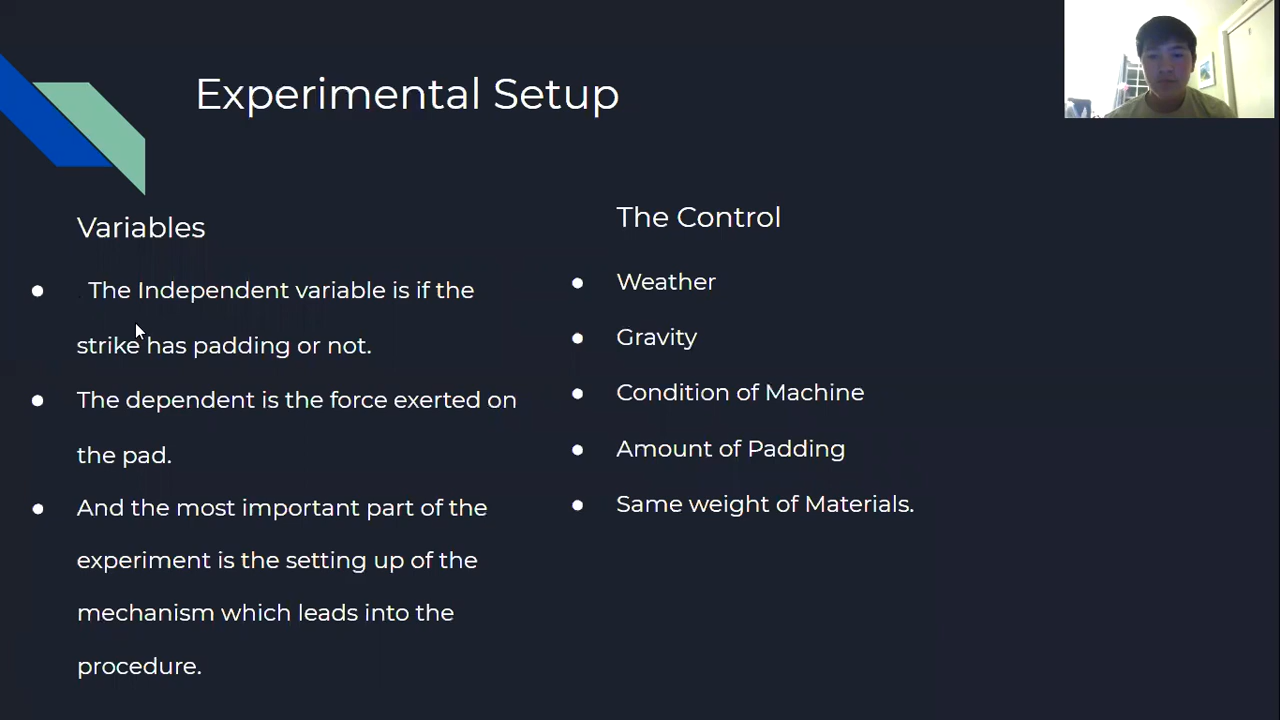 Experimental Setup
Variables
The Independent variable is if the
strike has padding or not.
The dependent is the force exerted on
the pad.
And the most important part of the
experiment is the setting up of the
mechanism which leads into the
procedure.
The Control
Weather
Gravity
Condition of Machine
Amount of Padding
Same weight of Materials.